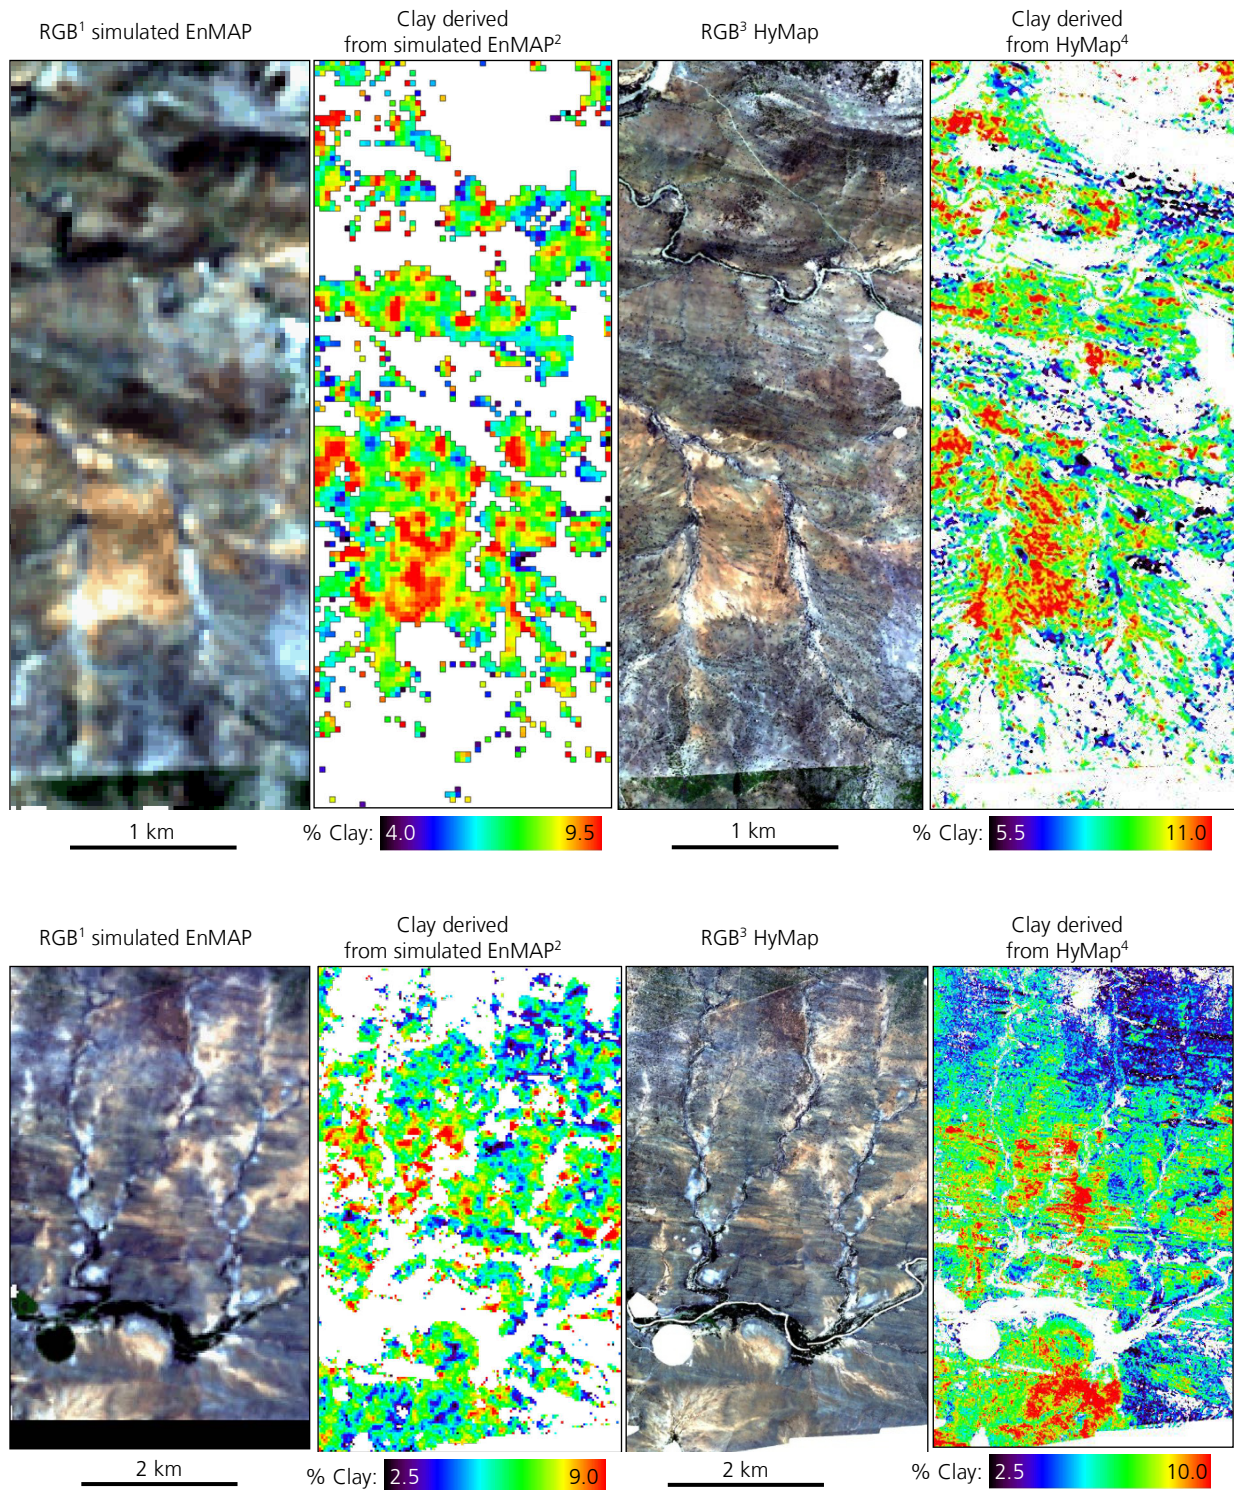 RGB¹ simulated EnMAP
Clay derived
from simulated EnMAP²
RGB³ HyMap
Clay derived
from HyMap⁴
1 km
% Clay: 4.0 9.5
1 km
% Clay: 5.5 11.0
RGB¹ simulated EnMAP
Clay derived
from simulated EnMAP²
RGB³ HyMap
Clay derived
from HyMap⁴
2 km
% Clay: 2.5 9.0
2 km
% Clay: 2.5 10.0